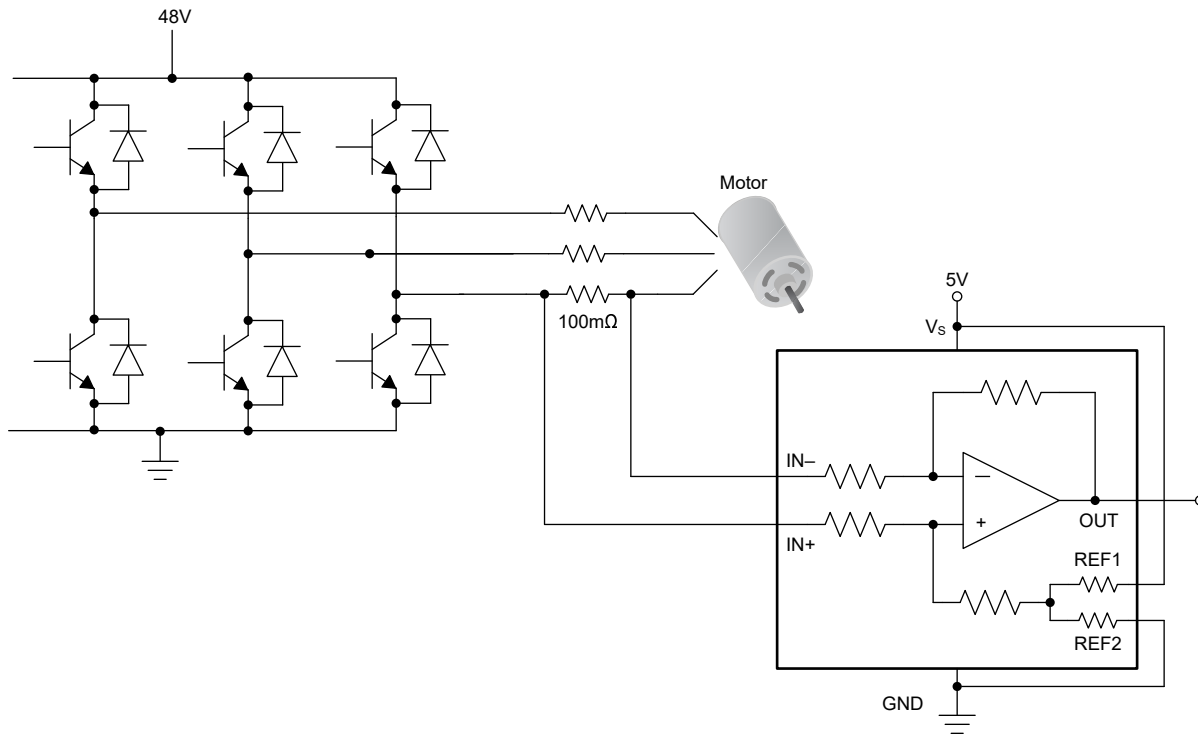 48V
Motor
100mΩ
5V
VS
IN–
IN+
–
+
OUT
REF1
REF2
GND